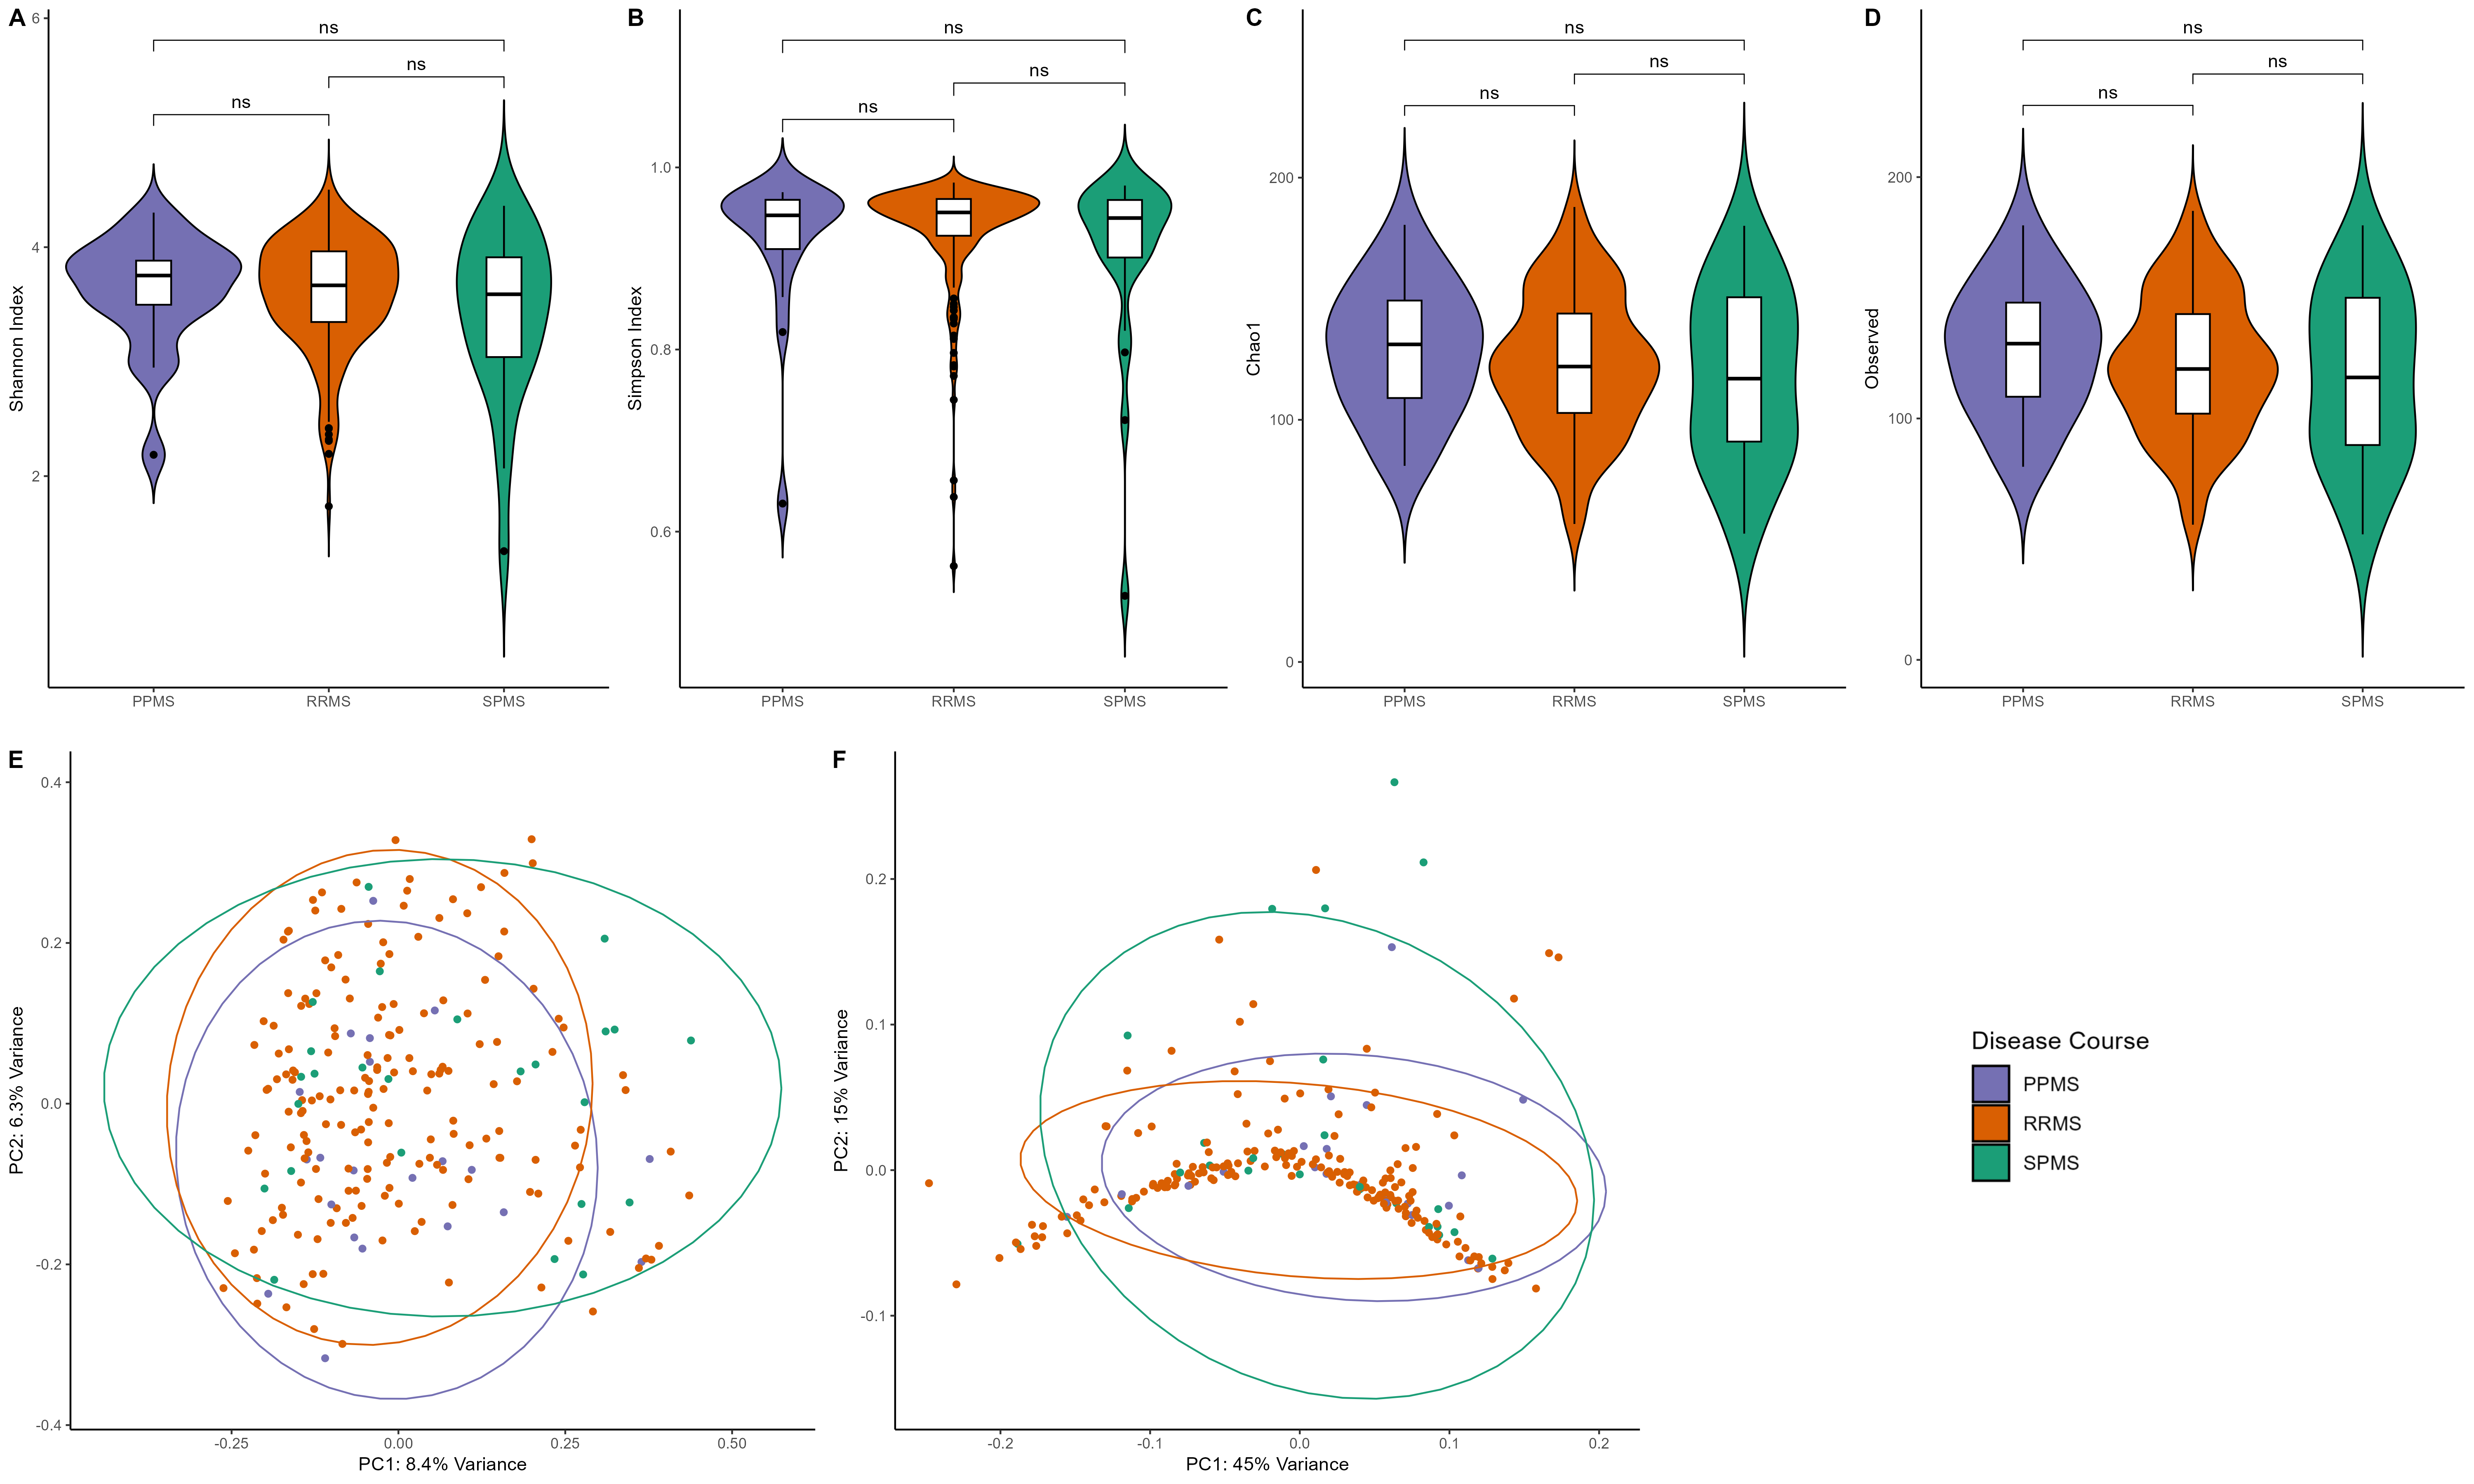 A
6
4
2
Shannon Index
ns
ns
ns
PPMS RRMS SPMS
B
1.0
0.8
0.6
Simpson Index
ns
ns
ns
PPMS RRMS SPMS
C
200
100
0
Chao1
ns
ns
ns
PPMS RRMS SPMS
D
200
100
0
Observed
ns
ns
ns
PPMS RRMS SPMS
E
0.4
0.2
0.0
-0.2
-0.4
PC2: 6.3% Variance
-0.25 0.00 0.25 0.50
PC1: 8.4% Variance
F
0.2
0.1
0.0
-0.1
PC2: 15% Variance
-0.2 -0.1 0.0 0.1 0.2
PC1: 45% Variance
Disease Course
PPMS
RRMS
SPMS